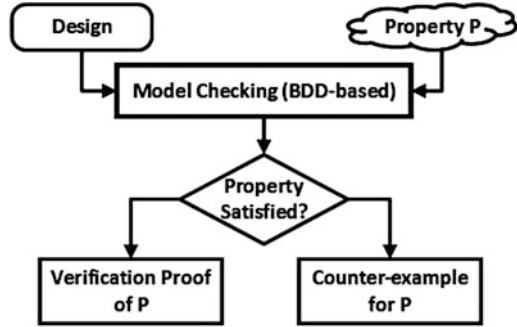 Design
Property P
Model Checking (BDD-based)
Property
Satisfied?
Verification Proof
of P
Counter-example
for P